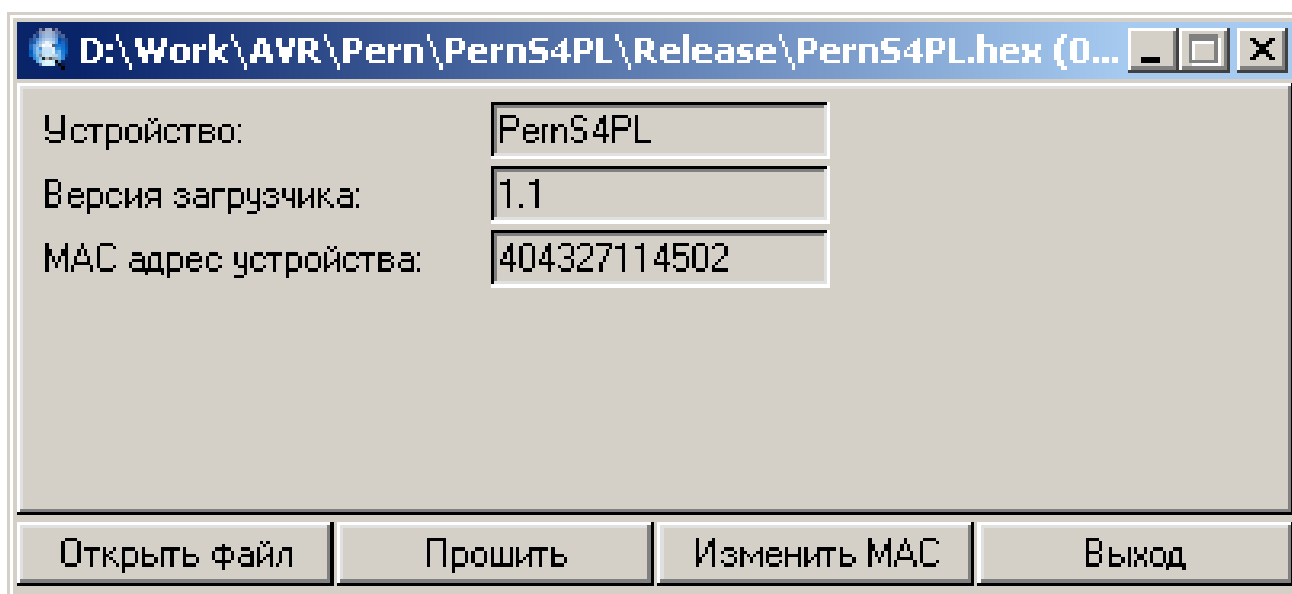 D:\Work\AVR\Pern\PernS4PL\Release\PernS4PL.hex (0...
Устройство: PernS4PL
Версия загрузчика: 1.1
MAC адрес устройства: 404327114502
Открыть файл Прошить Изменить MAC Выход